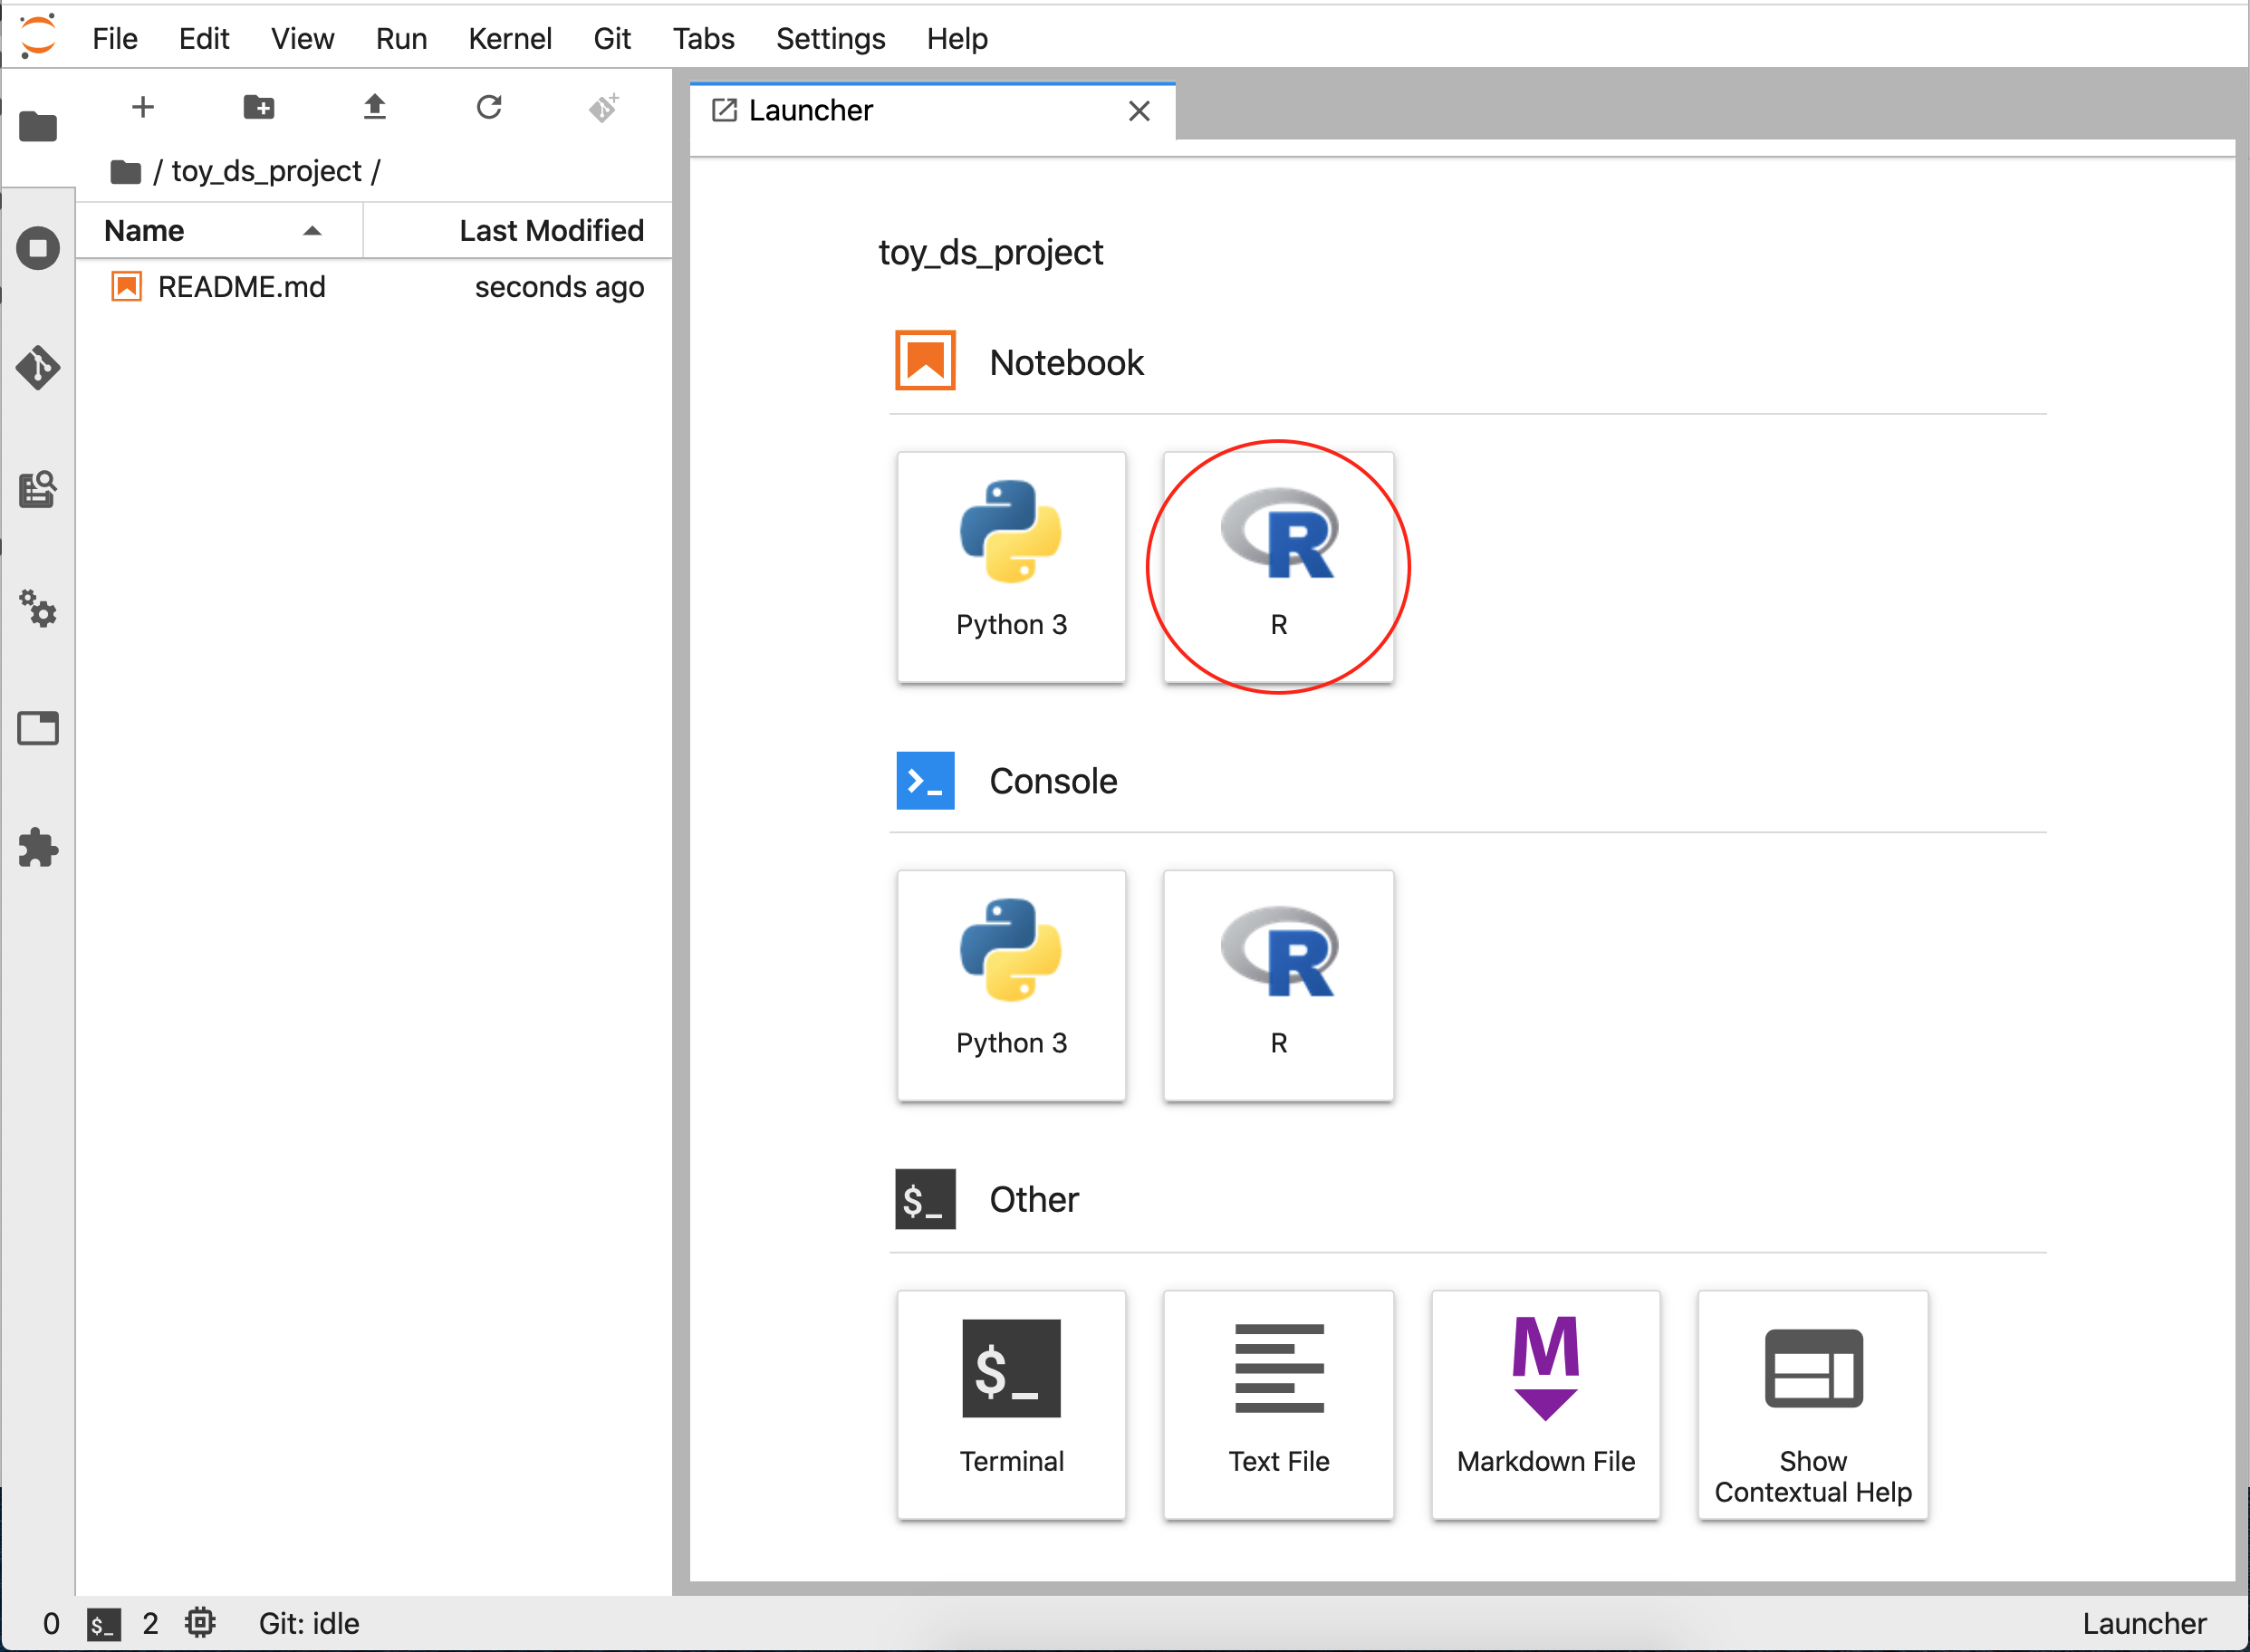 File Edit View Run Kernel Git Tabs Settings Help
/ toy_ds_project /
Name Last Modified
README.md seconds ago
Launcher
toy_ds_project
Notebook
Python 3 R
Console
>_
Python 3 R
$_ Other
$_
Terminal Text File Markdown File Show
Contextual Help
0 $_ 2 Git: idle Launcher